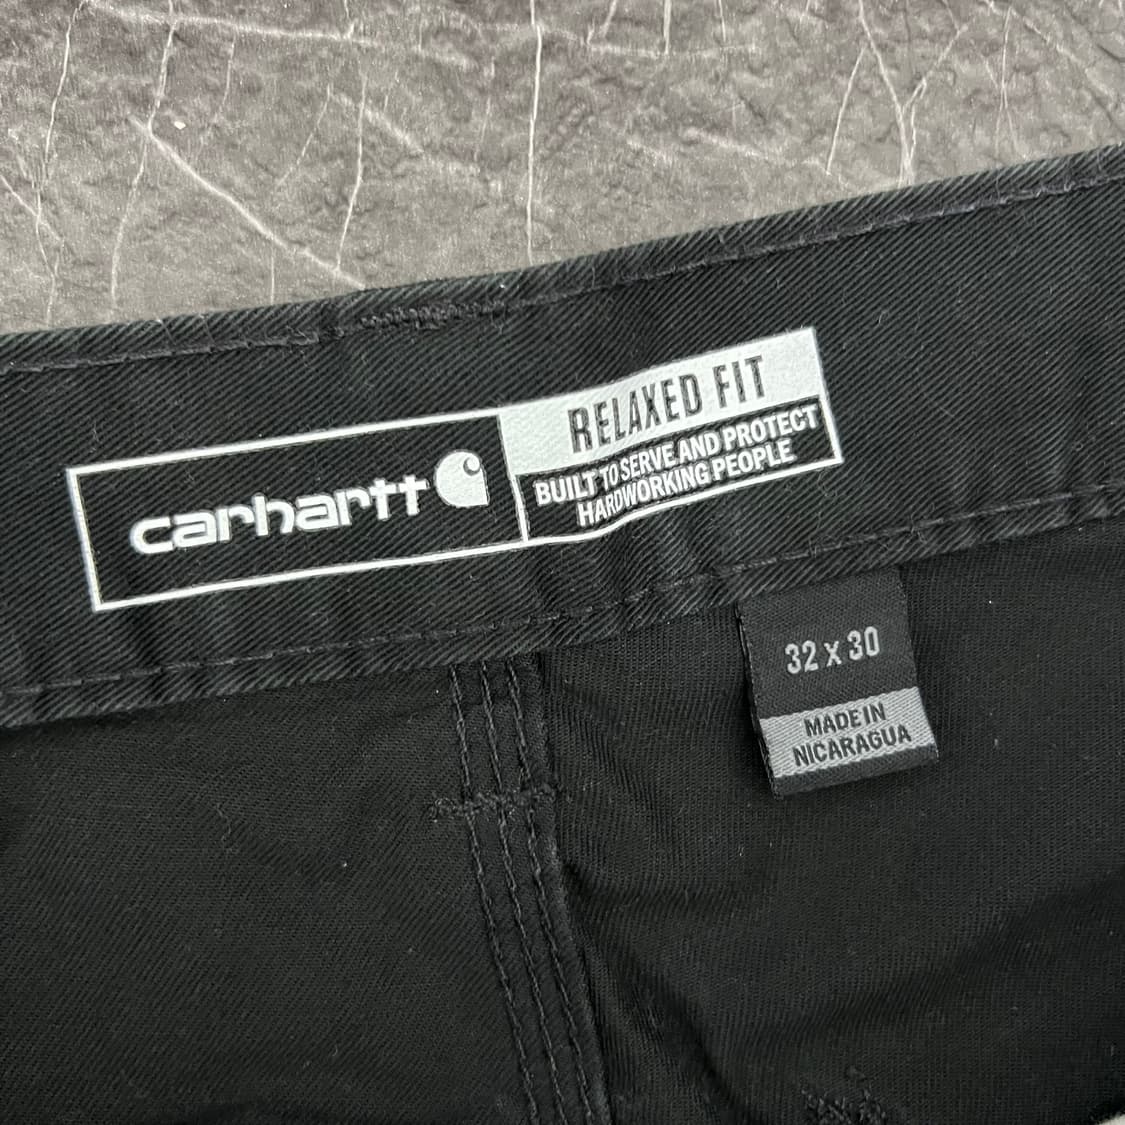 carhartt
RELAXED FIT
BUILT TO SERVE AND PROTECT
HARDWORKING PEOPLE
32 x 30
MADE IN
NICARAGUA